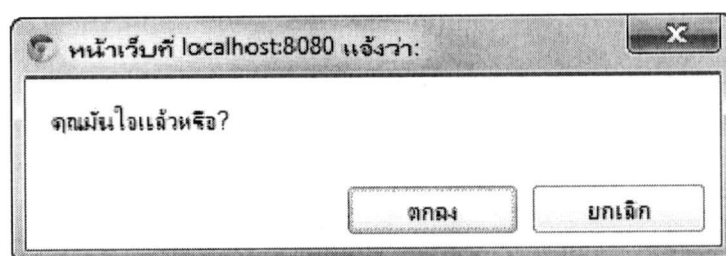 หน้าเว็บที่ localhost:8080 แจ้งว่า:
คุณมั่นใจแล้วหรือ?
ตกลง ยกเลิก